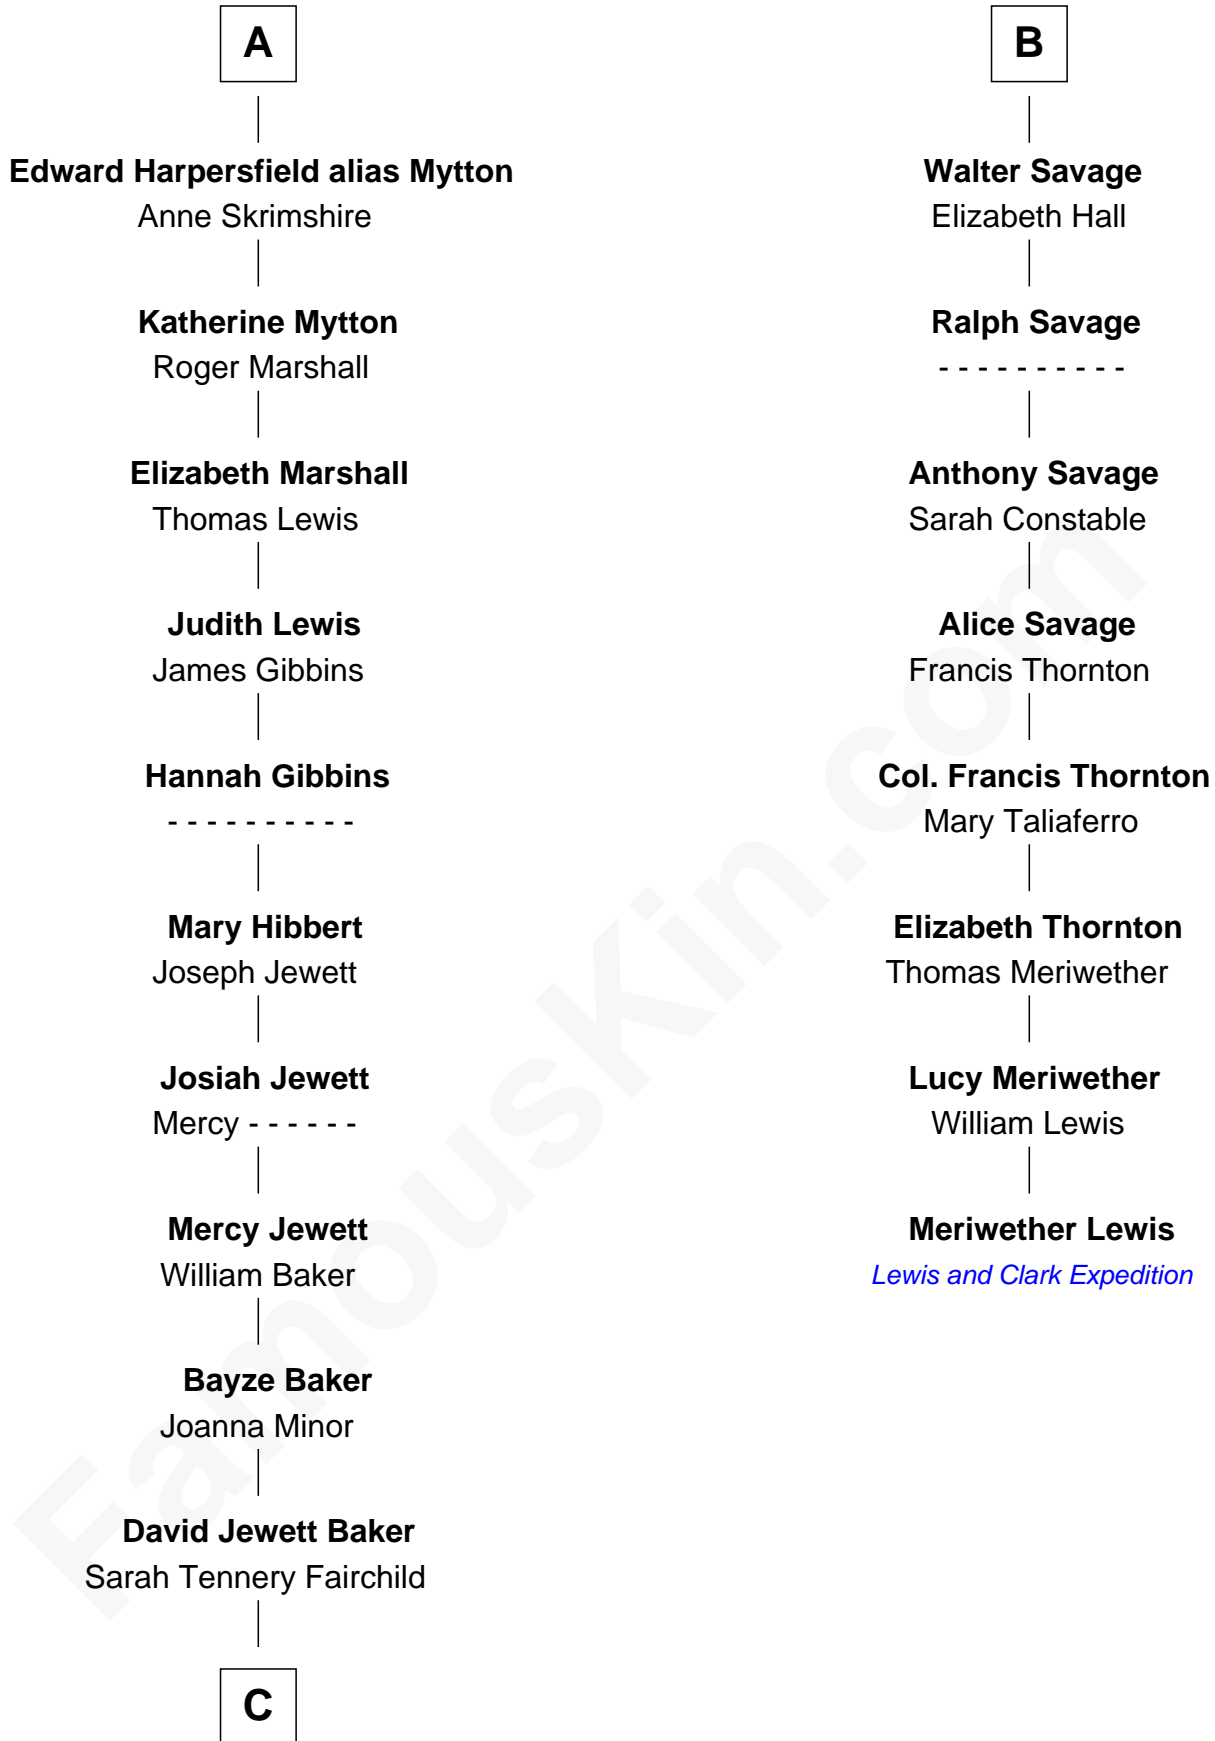 A
Edward Harpersfield alias Mytton
Anne Skrimshire
Katherine Mytton
Roger Marshall
Elizabeth Marshall
Thomas Lewis
Judith Lewis
James Gibbins
Hannah Gibbins
- - - - - - - - - -
Mary Hibbert
Joseph Jewett
Josiah Jewett
Mercy - - - - - -
Mercy Jewett
William Baker
Bayze Baker
Joanna Minor
David Jewett Baker
Sarah Tennery Fairchild
C
B
Walter Savage
Elizabeth Hall
Ralph Savage
- - - - - - - - - -
Anthony Savage
Sarah Constable
Alice Savage
Francis Thornton
Col. Francis Thornton
Mary Taliaferro
Elizabeth Thornton
Thomas Meriwether
Lucy Meriwether
William Lewis
Meriwether Lewis
Lewis and Clark Expedition
FamousKin.com